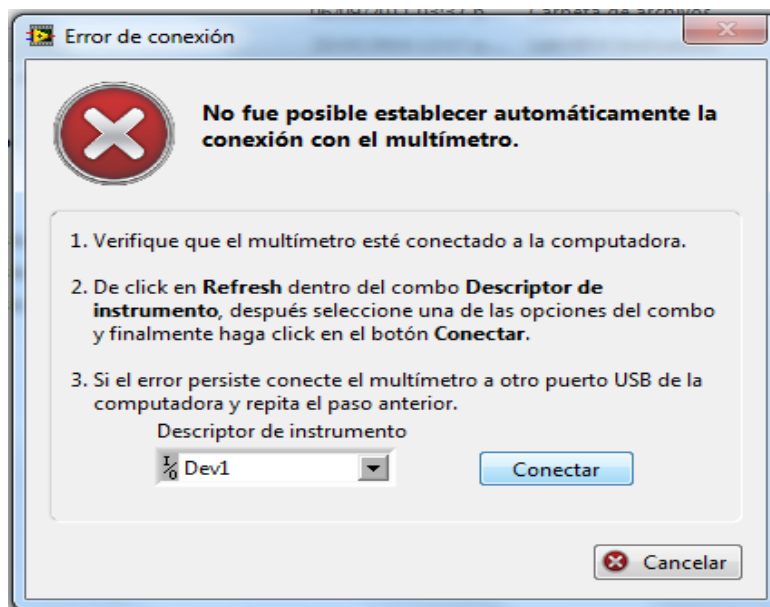 Error de conexión
No fue posible establecer automáticamente la
conexión con el multímetro.
1. Verifique que el multímetro esté conectado a la computadora.
2. De click en Refresh dentro del combo Descriptor de
instrumento, después seleccione una de las opciones del combo
y finalmente haga click en el botón Conectar.
3. Si el error persiste conecte el multímetro a otro puerto USB de la
computadora y repita el paso anterior.
Descriptor de instrumento
I/O Dev1
Conectar
Cancelar